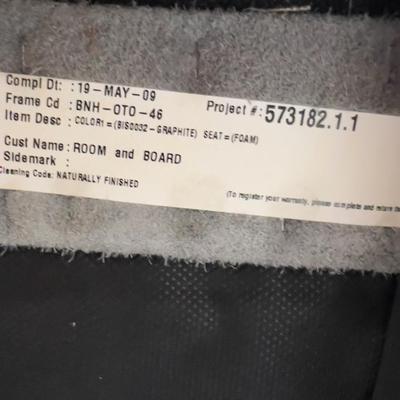 Compl Dt: : 19-MAY-09
Frame Cd : BNH-OTO-46 Project #: 573182.1.1
Item Desc : COLOR1=(BIS0032-GRAPHITE) SEAT=(FOAM)
Cust Name : ROOM and BOARD
Sidemark :
Cleaning Code: NATURALLY FINISHED
(To register your warranty, please complete and return